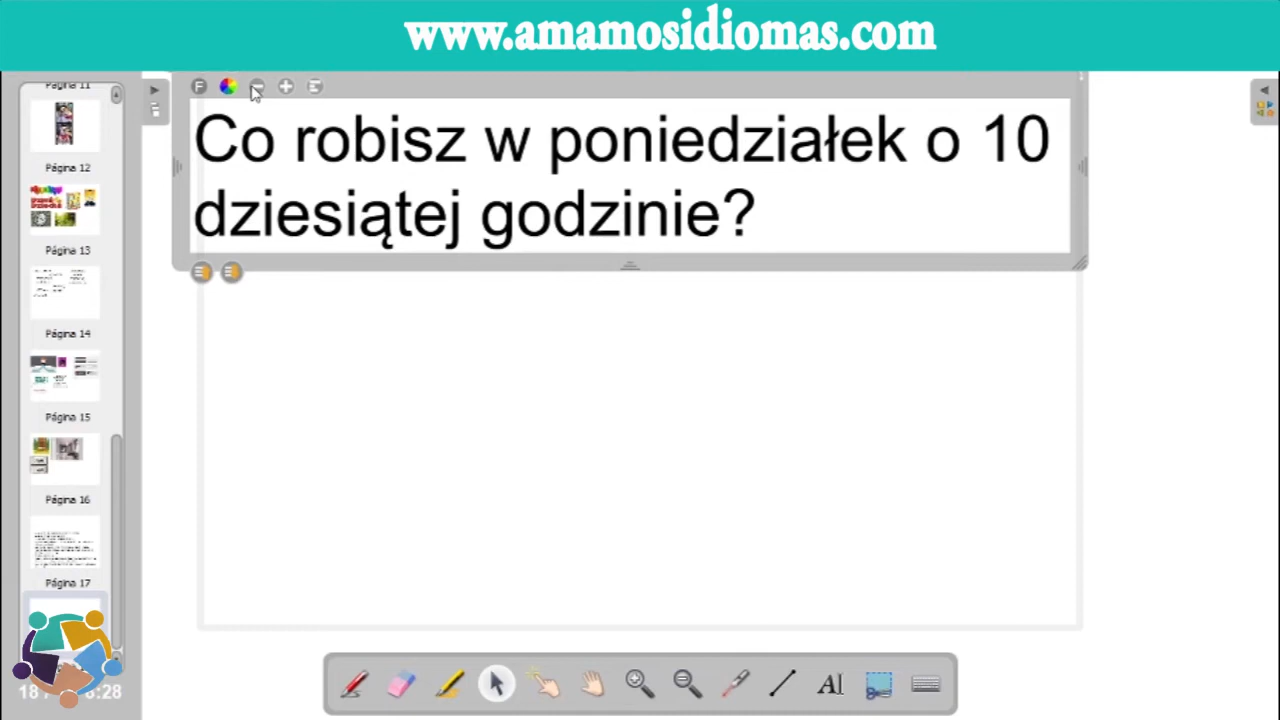 www.amamosidiomas.com
Página 11
Co robisz w poniedziałek o 10
dziesiątej godzinie?
Página 12
Página 13
Página 14
Página 15
Página 16
Página 17